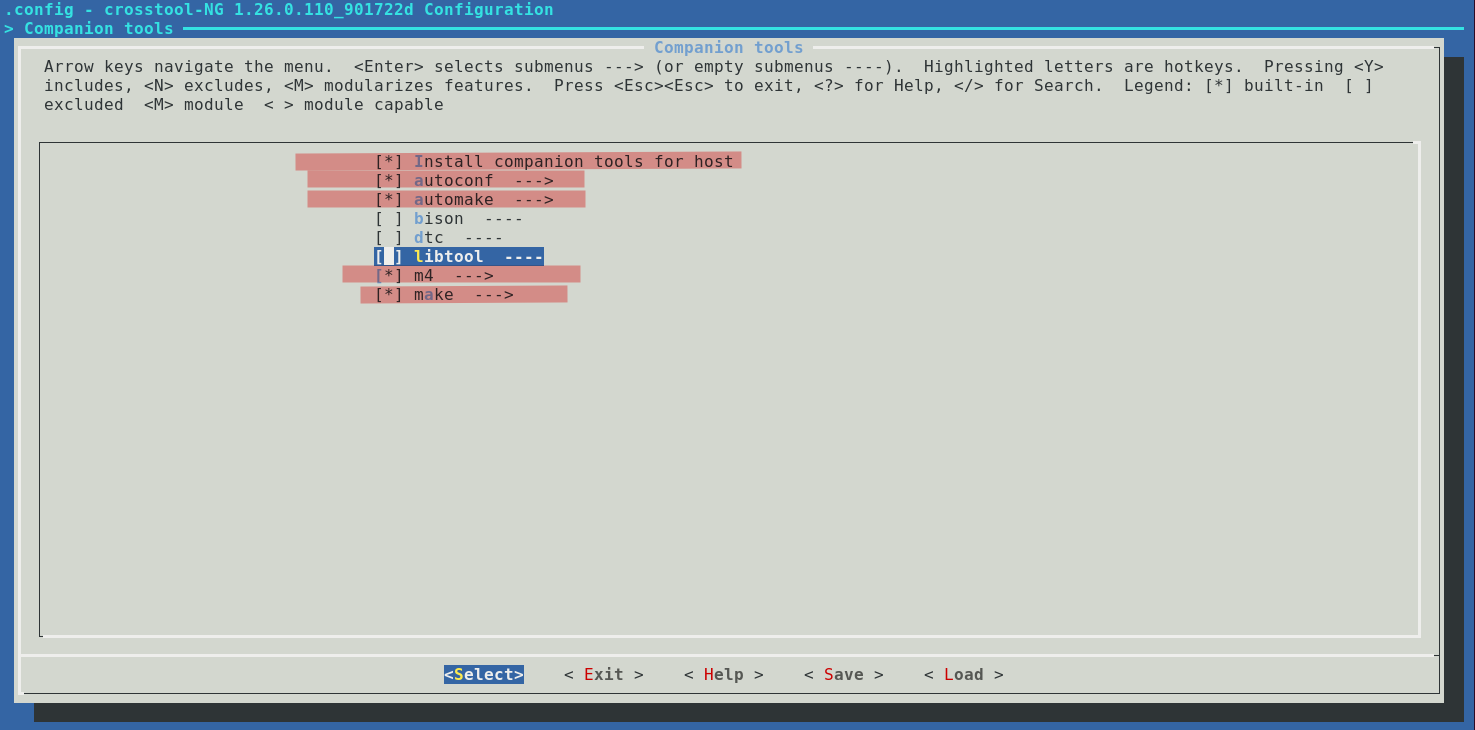 .config - crosstool-NG 1.26.0.110_901722d Configuration
> Companion tools
Companion tools
Arrow keys navigate the menu.  <Enter> selects submenus ---> (or empty submenus ----).  Highlighted letters are hotkeys.  Pressing <Y>
includes, <N> excludes, <M> modularizes features.  Press <Esc><Esc> to exit, <?> for Help, </> for Search.  Legend: [*] built-in  [ ]
excluded  <M> module  < > module capable
[*] Install companion tools for host
[*] autoconf  --->
[*] automake  --->
[ ] bison  ----
[ ] dtc  ----
[ ] libtool  ----
[*] m4  --->
[*] make  --->
<Select>    < Exit >    < Help >    < Save >    < Load >